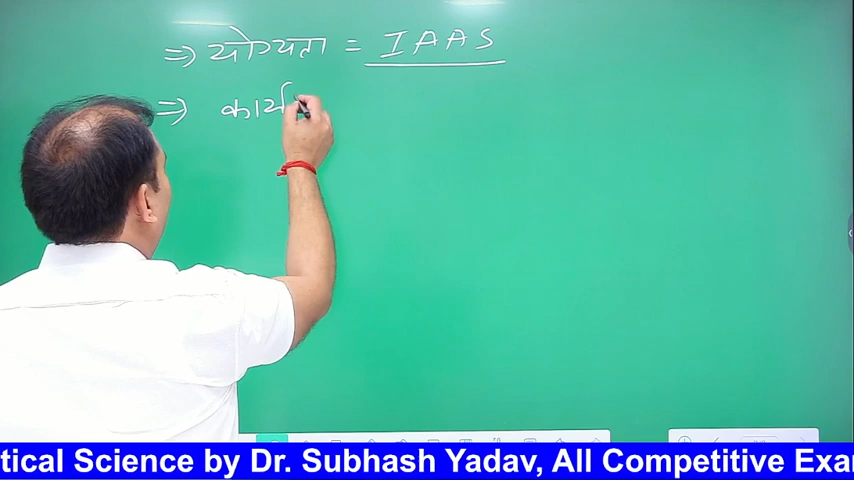 ⇒ योग्यता = IAAS
⇒ कार्य
tical Science by Dr. Subhash Yadav, All Competitive Exa